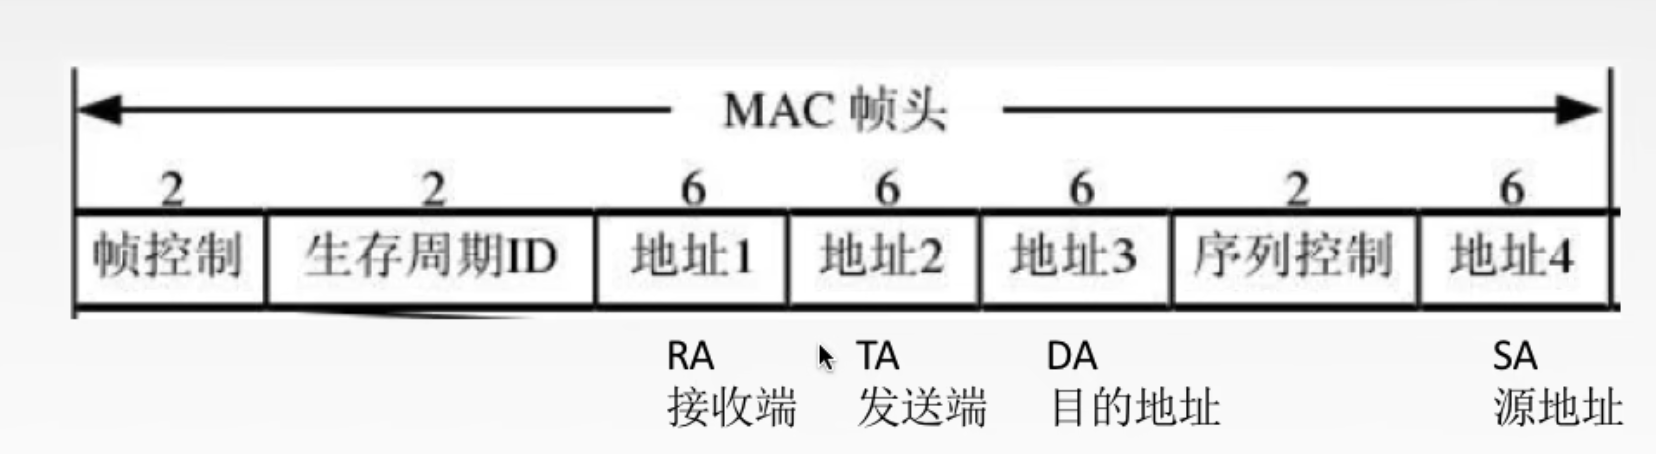 MAC 帧头
2 2 6 6 6 2 6
帧控制 生存周期ID 地址1 地址2 地址3 序列控制 地址4
RA TA DA SA
接收端 发送端 目的地址 源地址